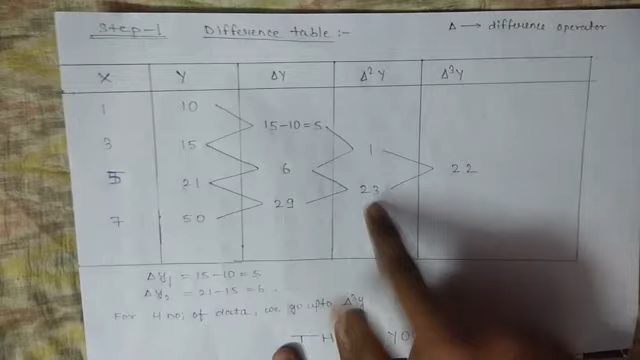 Step-1 Difference table :- Δ → difference operator
X Y ΔY Δ²Y Δ³Y
1 10
15-10=5
3 15 1
6 22
5 21 23
29
7 50
Δy₁ = 15-10 = 5
Δy₂ = 21-15 = 6.
For 4 no. of data, we go upto Δ³y